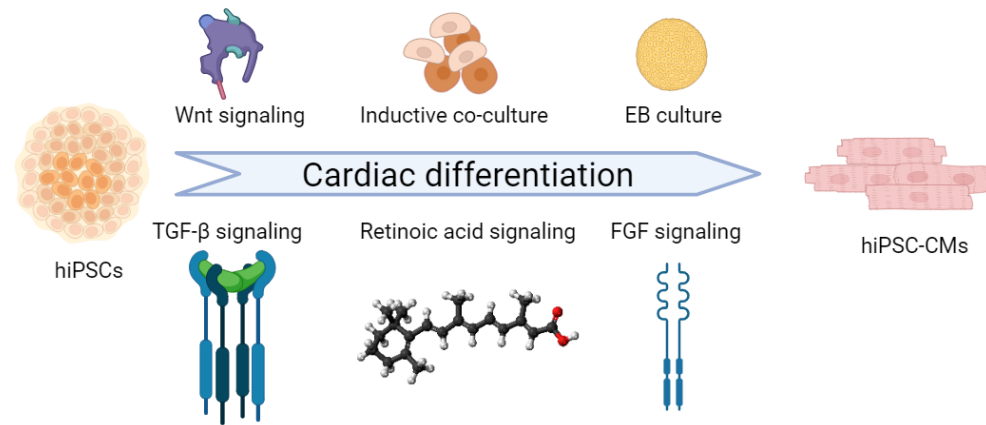 Wnt signaling
Inductive co-culture
EB culture
Cardiac differentiation
TGF-β signaling
Retinoic acid signaling
FGF signaling
hiPSCs
hiPSC-CMs